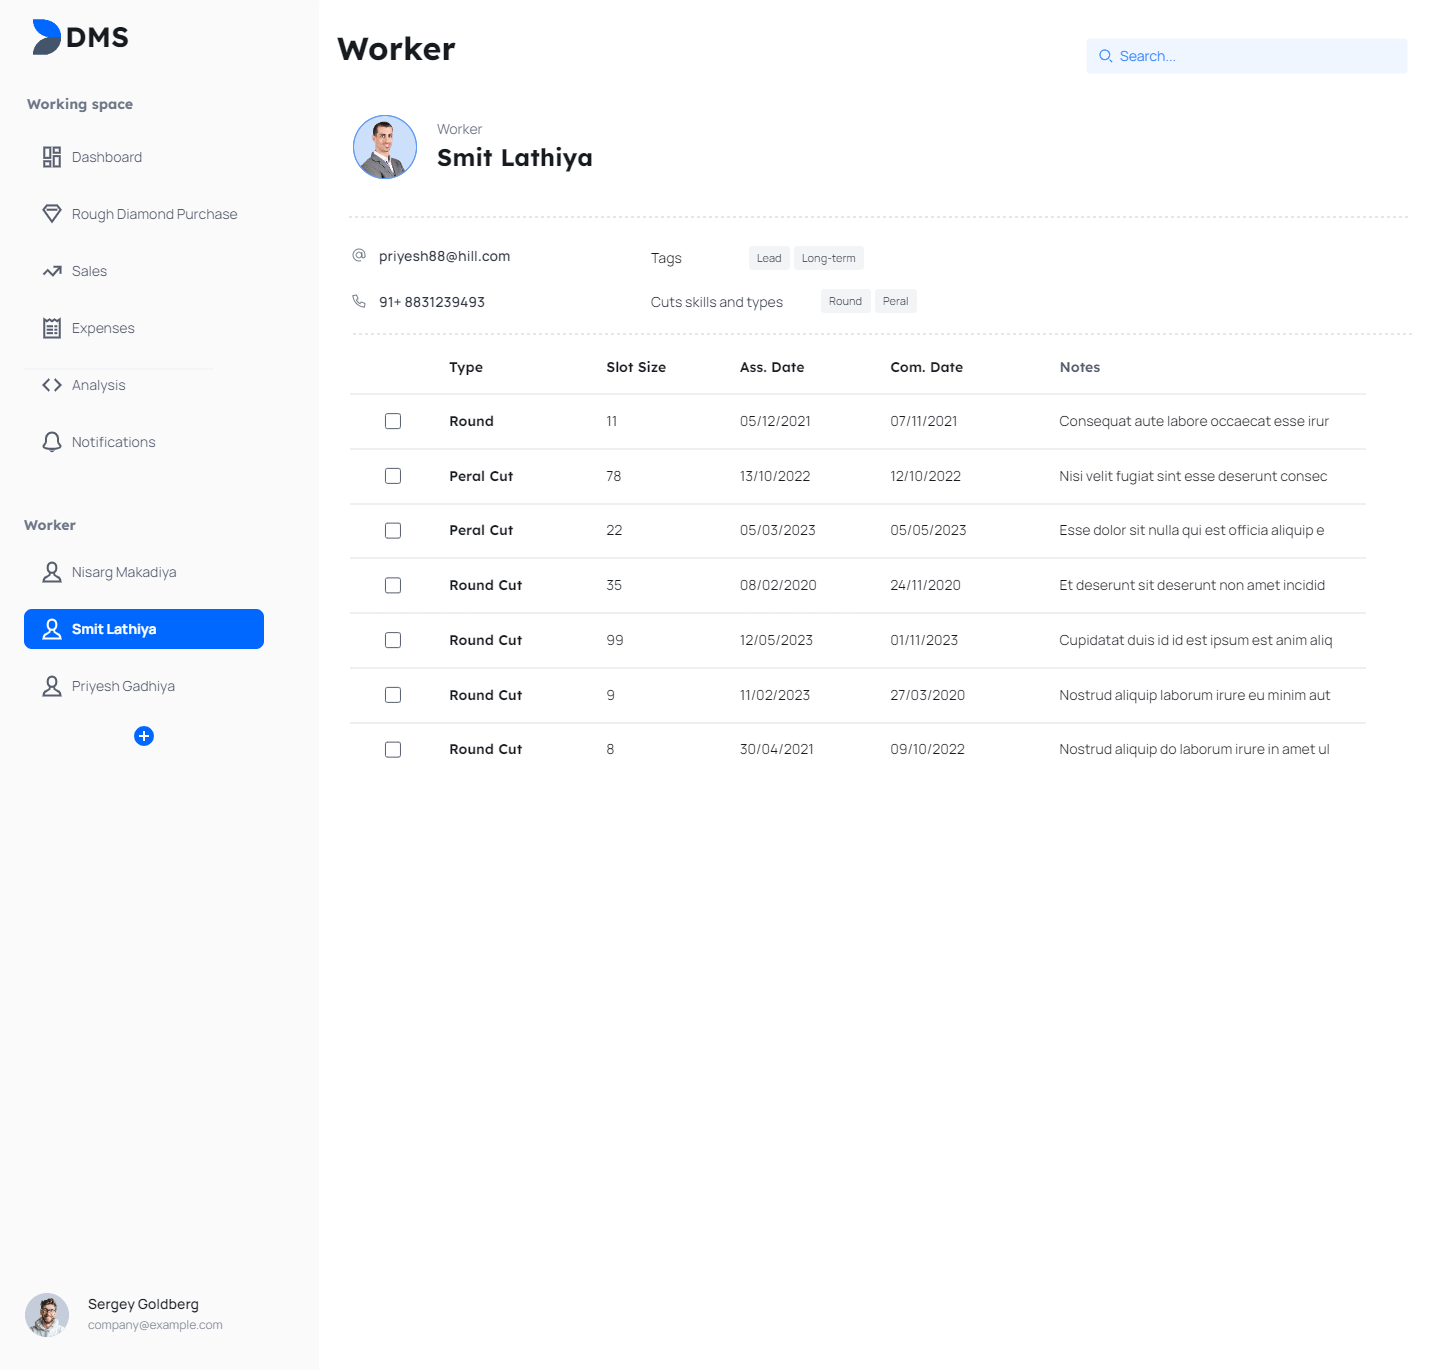 DMS
Working space
Dashboard
Rough Diamond Purchase
Sales
Expenses
Analysis
Notifications
Worker
Nisarg Makadiya
Smit Lathiya
Priyesh Gadhiya
Sergey Goldberg
company@example.com
Worker
Search...
Worker
Smit Lathiya
priyesh88@hill.com
Tags Lead Long-term
91+ 8831239493
Cuts skills and types Round Peral
Type Slot Size Ass. Date Com. Date Notes
Round 11 05/12/2021 07/11/2021 Consequat aute labore occaecat esse irur
Peral Cut 78 13/10/2022 12/10/2022 Nisi velit fugiat sint esse deserunt consec
Peral Cut 22 05/03/2023 05/05/2023 Esse dolor sit nulla qui est officia aliquip e
Round Cut 35 08/02/2020 24/11/2020 Et deserunt sit deserunt non amet incidid
Round Cut 99 12/05/2023 01/11/2023 Cupidatat duis id id est ipsum est anim aliq
Round Cut 9 11/02/2023 27/03/2020 Nostrud aliquip laborum irure eu minim aut
Round Cut 8 30/04/2021 09/10/2022 Nostrud aliquip do laborum irure in amet ul